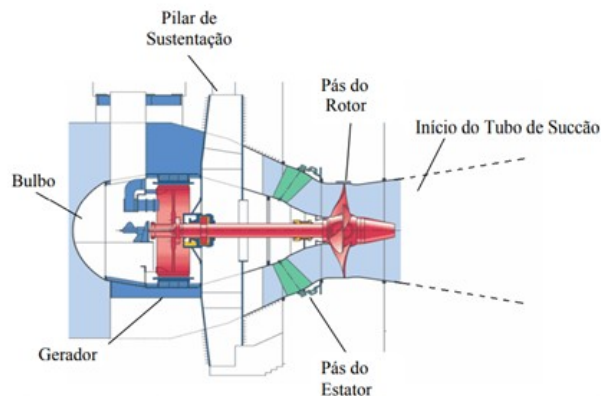 Pilar de
Sustentação
Pás do
Rotor
Início do Tubo de Succão
Bulbo
Gerador
Pás do
Estator